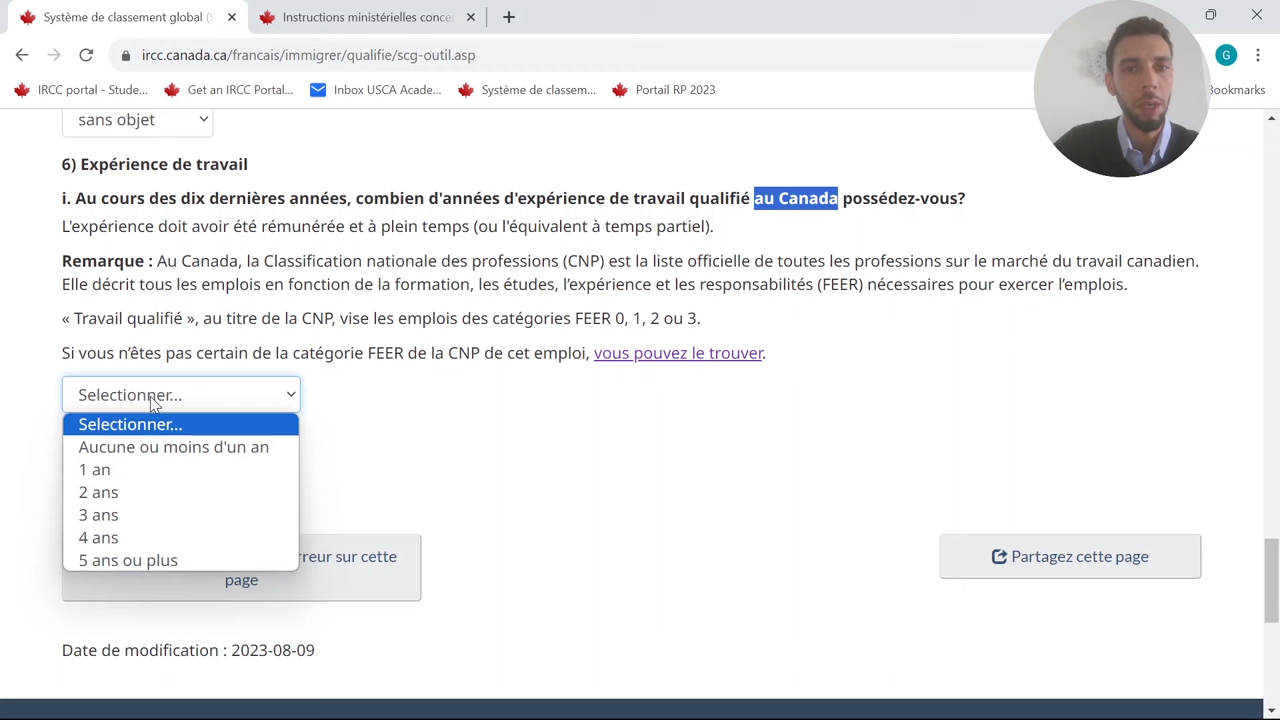 Système de classement global (S
Instructions ministérielles conce
ircc.canada.ca/francais/immigrer/qualifie/scg-outil.asp
G
IRCC portal - Stude...
Get an IRCC Portal...
Inbox USCA Acade...
Système de classem...
Portail RP 2023
Bookmarks
sans objet
6) Expérience de travail
i. Au cours des dix dernières années, combien d'années d'expérience de travail qualifié au Canada possédez-vous?
L'expérience doit avoir été rémunérée et à plein temps (ou l'équivalent à temps partiel).
Remarque : Au Canada, la Classification nationale des professions (CNP) est la liste officielle de toutes les professions sur le marché du travail canadien.
Elle décrit tous les emplois en fonction de la formation, les études, l’expérience et les responsabilités (FEER) nécessaires pour exercer l’emplois.
« Travail qualifié », au titre de la CNP, vise les emplois des catégories FEER 0, 1, 2 ou 3.
Si vous n’êtes pas certain de la catégorie FEER de la CNP de cet emploi, vous pouvez le trouver.
Selectionner...
Selectionner...
Aucune ou moins d'un an
1 an
2 ans
3 ans
4 ans
5 ans ou plus
rreur sur cette
page
Partagez cette page
Date de modification : 2023-08-09